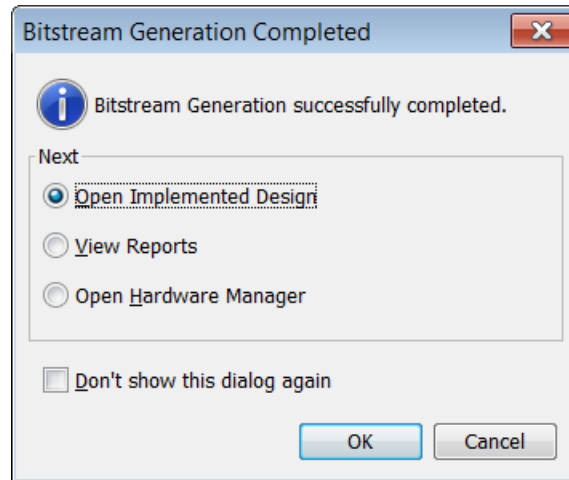 Bitstream Generation Completed
Bitstream Generation successfully completed.
Next
Open Implemented Design
View Reports
Open Hardware Manager
Don't show this dialog again
OK
Cancel